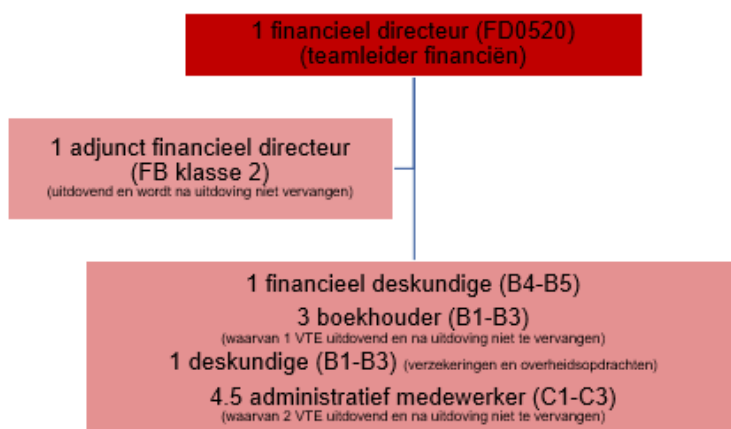 1 financieel directeur (FD0520)
(teamleider financiën)
1 adjunct financieel directeur
(FB klasse 2)
(uitdovend en wordt na uitdoving niet vervangen)
1 financieel deskundige (B4-B5)
3 boekhouder (B1-B3)
(waarvan 1 VTE uitdovend en na uitdoving niet te vervangen)
1 deskundige (B1-B3) (verzekeringen en overheidsopdrachten)
4.5 administratief medewerker (C1-C3)
(waarvan 2 VTE uitdovend en na uitdoving niet te vervangen)